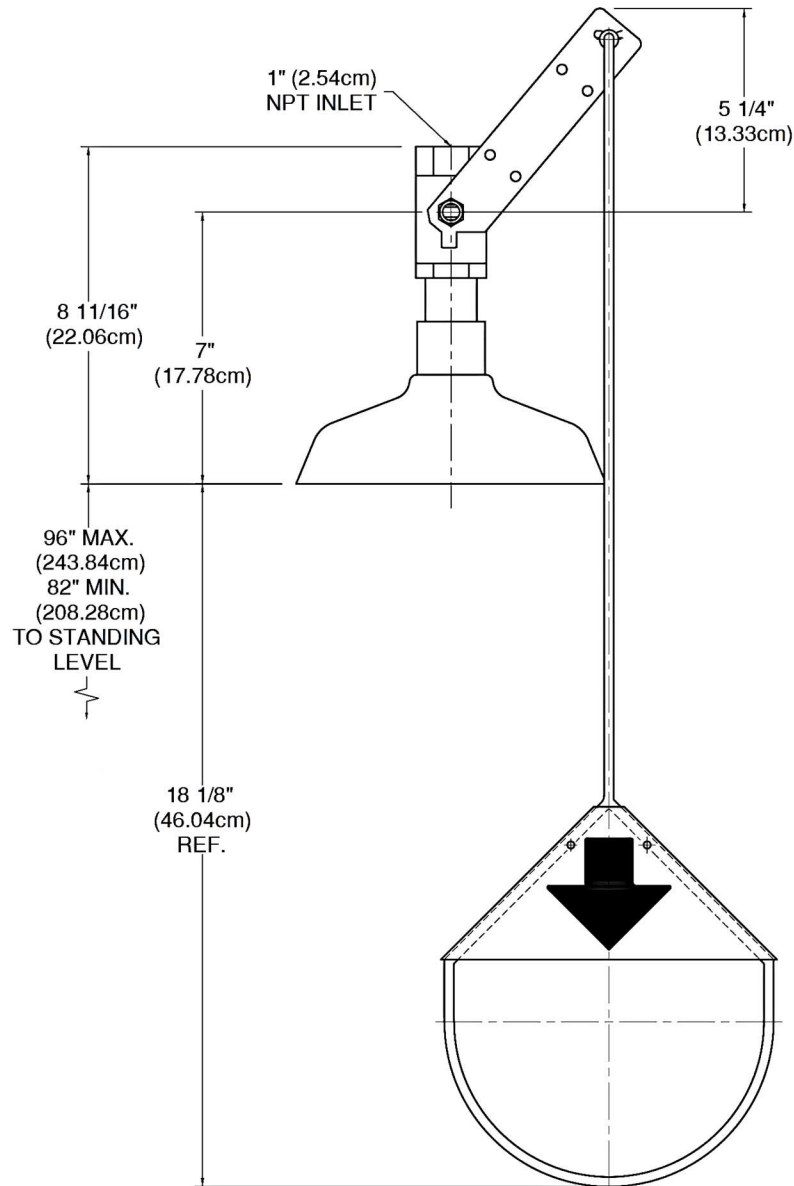 1" (2.54cm)
NPT INLET
5 1/4"
(13.33cm)
8 11/16"
(22.06cm)
7"
(17.78cm)
96" MAX.
(243.84cm)
82" MIN.
(208.28cm)
TO STANDING
LEVEL
18 1/8"
(46.04cm)
REF.